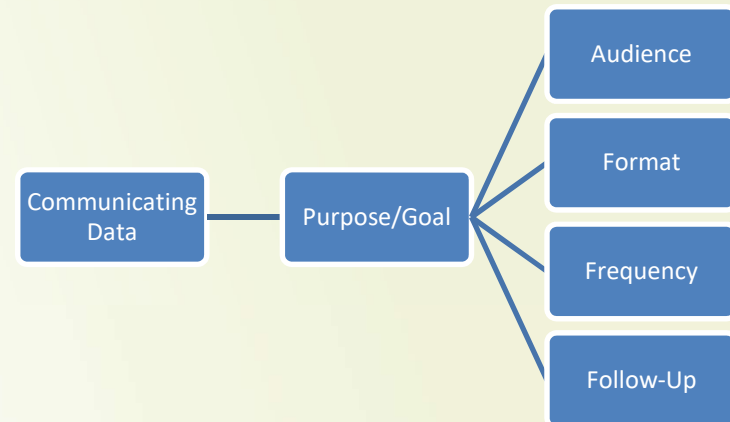 Communicating
Data
Purpose/Goal
Audience
Format
Frequency
Follow-Up